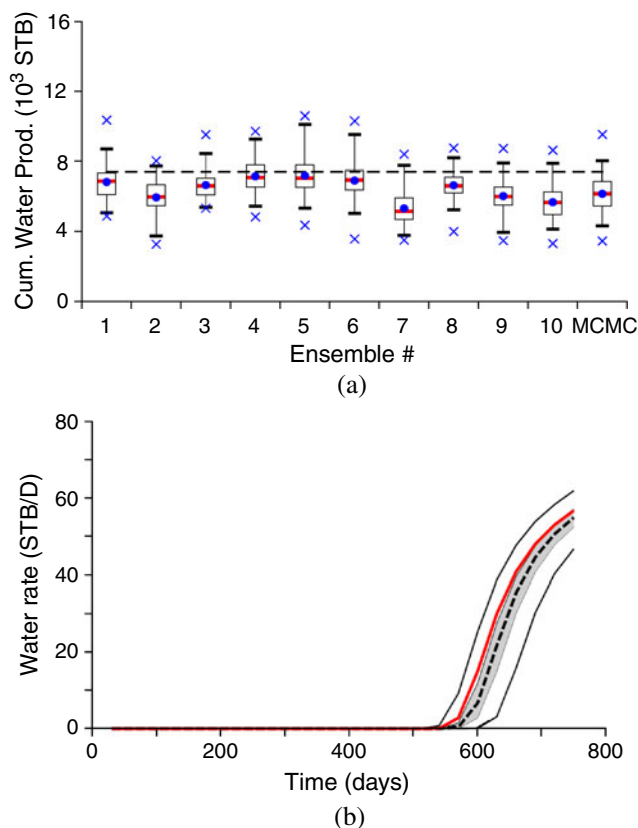 Cum. Water Prod. (10³ STB)
16
12
8
4
0
1 2 3 4 5 6 7 8 9 10 MCMC
Ensemble #
(a)
Water rate (STB/D)
80
60
40
20
0
0 200 400 600 800
Time (days)
(b)